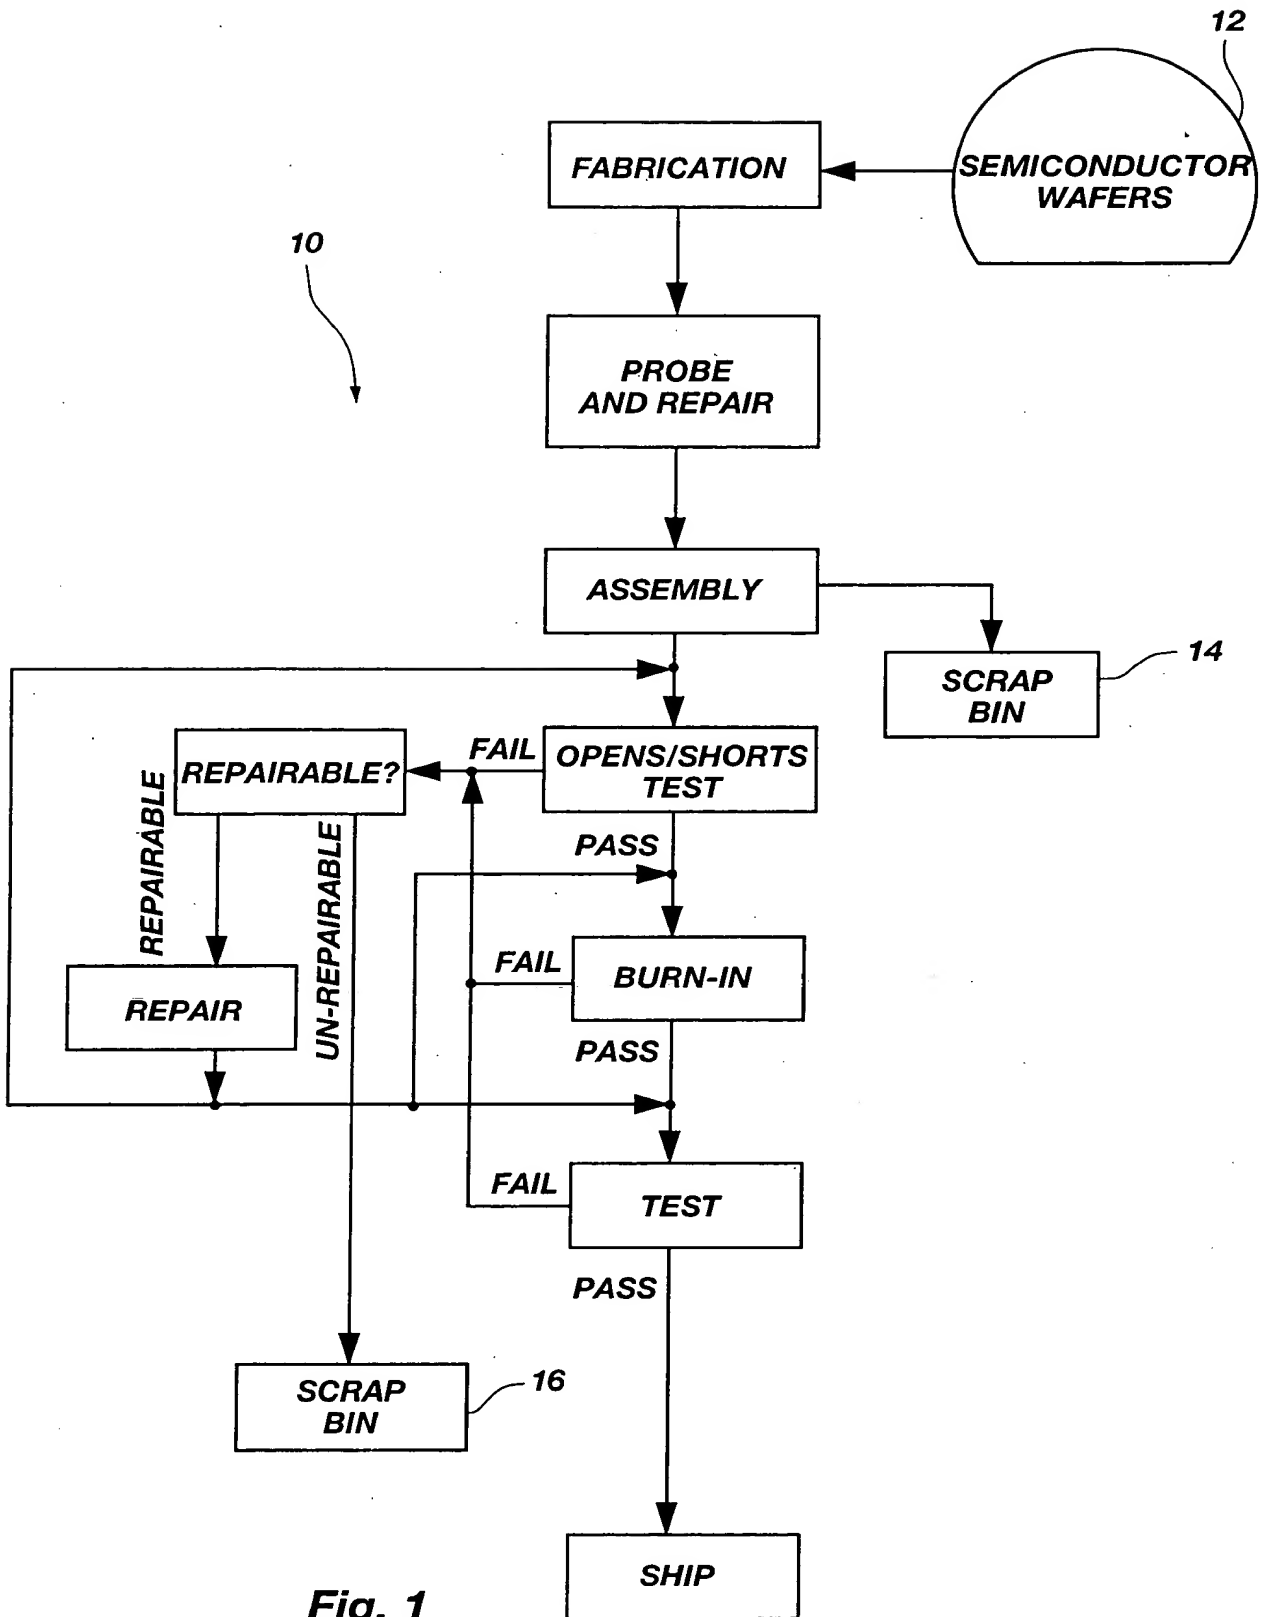 12
SEMICONDUCTOR
WAFERS
FABRICATION
10
PROBE
AND REPAIR
ASSEMBLY
14
SCRAP
BIN
FAIL
OPENS/SHORTS
TEST
REPAIRABLE?
REPAIRABLE
UN-REPAIRABLE
PASS
FAIL
BURN-IN
REPAIR
PASS
FAIL
TEST
PASS
SCRAP
BIN
16
SHIP
Fig. 1